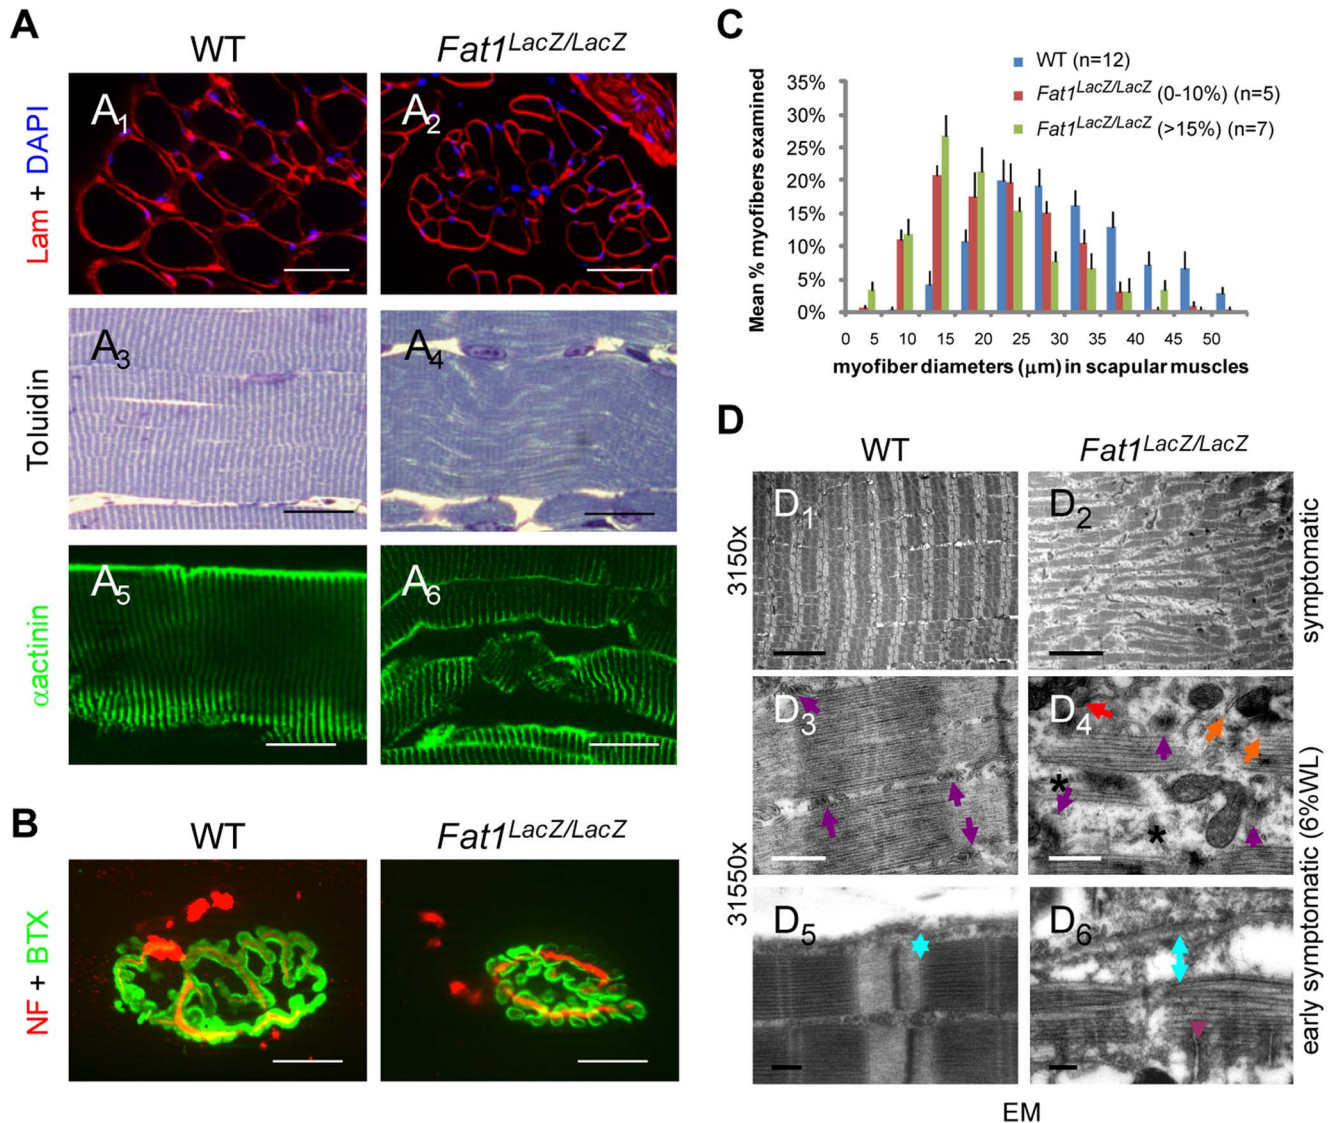 A
WT
Fat1LacZ/LacZ
Lam + DAPI
A1
A2
Toluidin
A3
A4
αactinin
A5
A6
B
WT
Fat1LacZ/LacZ
NF + BTX
C
WT (n=12)
Fat1LacZ/LacZ (0-10%) (n=5)
Fat1LacZ/LacZ (>15%) (n=7)
Mean % myofibers examined
35%
30%
25%
20%
15%
10%
5%
0%
0 5 10 15 20 25 30 35 40 45 50
myofiber diameters (μm) in scapular muscles
D
WT
Fat1LacZ/LacZ
3150x
D1
D2
symptomatic
31550x
D3
D4
*
*
D5
D6
early symptomatic (6%WL)
EM